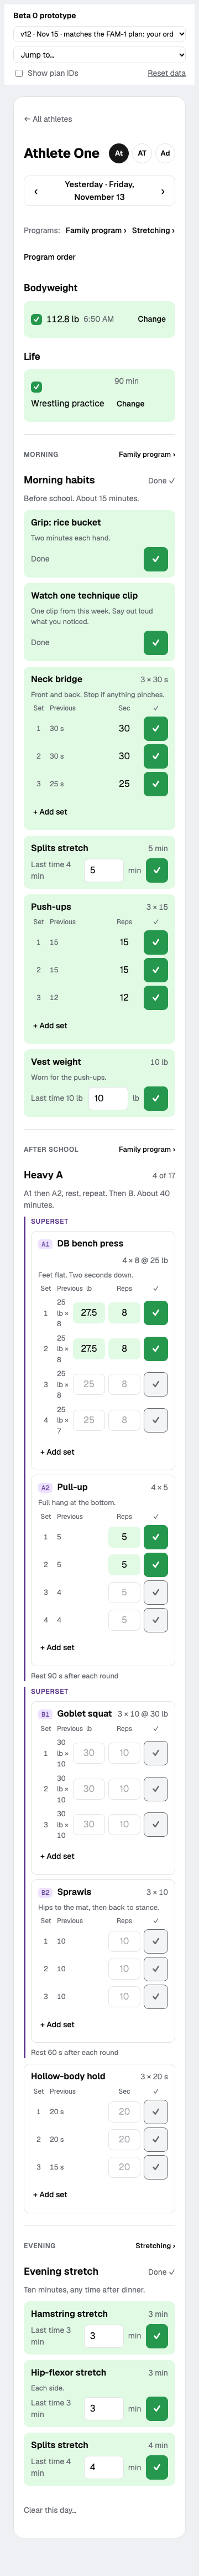 Beta 0 prototype
v12 · Nov 15 · matches the FAM-1 plan: your ord
Jump to...
Show plan IDs
Reset data
← All athletes
Athlete One
At
AT
Ad
‹
Yesterday · Friday,
November 13
›
Programs: Family program › Stretching ›
Program order
Bodyweight
112.8 lb 6:50 AM Change
Life
90 min
Wrestling practice Change
MORNING Family program ›
Morning habits Done ✓
Before school. About 15 minutes.
Grip: rice bucket
Two minutes each hand.
Done ✓
Watch one technique clip
One clip from this week. Say out loud
what you noticed.
Done ✓
Neck bridge 3 × 30 s
Front and back. Stop if anything pinches.
Set Previous Sec ✓
1 30 s 30 ✓
2 30 s 30 ✓
3 25 s 25 ✓
+ Add set
Splits stretch 5 min
Last time 4
min
5 min ✓
Push-ups 3 × 15
Set Previous Reps ✓
1 15 15 ✓
2 15 15 ✓
3 12 12 ✓
+ Add set
Vest weight 10 lb
Worn for the push-ups.
Last time 10 lb 10 lb ✓
AFTER SCHOOL Family program ›
Heavy A 4 of 17
A1 then A2, rest, repeat. Then B. About 40
minutes.
SUPERSET
A1 DB bench press
4 × 8 @ 25 lb
Feet flat. Two seconds down.
Set Previous lb Reps ✓
1 25 lb × 8 27.5 8 ✓
2 25 lb × 8 27.5 8 ✓
3 25 lb × 8 25 8 ✓
4 25 lb × 7 25 8 ✓
+ Add set
A2 Pull-up 4 × 5
Full hang at the bottom.
Set Previous Reps ✓
1 5 5 ✓
2 5 5 ✓
3 4 5 ✓
4 4 5 ✓
+ Add set
Rest 90 s after each round
SUPERSET
B1 Goblet squat 3 × 10 @ 30 lb
Set Previous lb Reps ✓
1 30 lb × 10 30 10 ✓
2 30 lb × 10 30 10 ✓
3 30 lb × 10 30 10 ✓
+ Add set
B2 Sprawls 3 × 10
Hips to the mat, then back to stance.
Set Previous Reps ✓
1 10 10 ✓
2 10 10 ✓
3 10 10 ✓
+ Add set
Rest 60 s after each round
Hollow-body hold 3 × 20 s
Set Previous Sec ✓
1 20 s 20 ✓
2 20 s 20 ✓
3 15 s 20 ✓
+ Add set
EVENING Stretching ›
Evening stretch Done ✓
Ten minutes, any time after dinner.
Hamstring stretch 3 min
Last time 3
min
3 min ✓
Hip-flexor stretch 3 min
Each side.
Last time 3
min
3 min ✓
Splits stretch 4 min
Last time 4
min
4 min ✓
Clear this day...